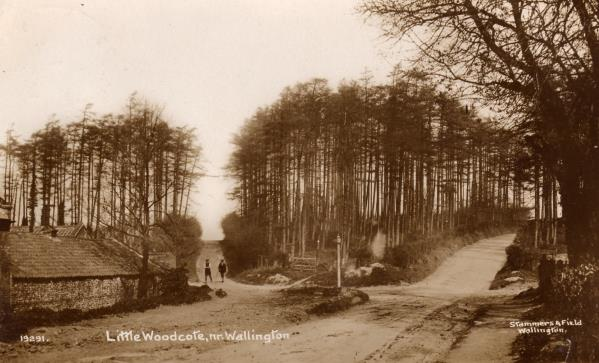 19291.
Little Woodcote, nr. Wallington
Stammers & Field
Wallington.